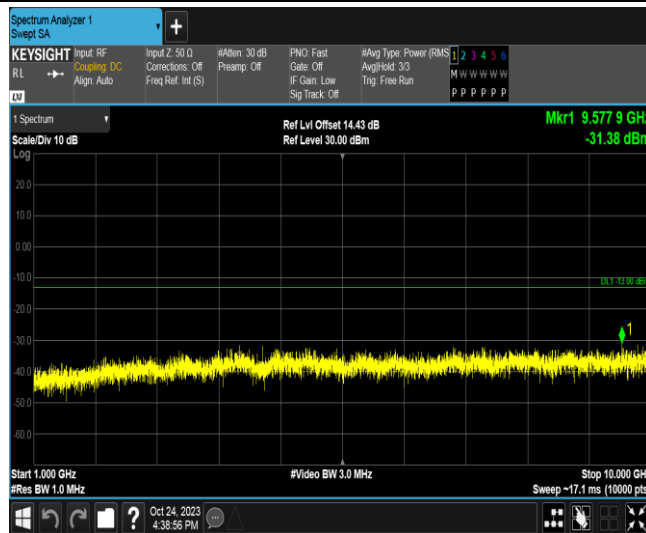 Spectrum Analyzer 1
Swept SA
KEYSIGHT
RL
Input: RF
Coupling: DC
Align: Auto
Input Z: 50 Ω
Corrections: Off
Freq Ref: Int (S)
#Atten: 30 dB
Preamp: Off
PNO: Fast
Gate: Off
IF Gain: Low
Sig Track: Off
#Avg Type: Power (RMS
Avg|Hold: 3/3
Trig: Free Run
1 2 3 4 5 6
M W W W W W
P P P P P P
1 Spectrum
Scale/Div 10 dB
Log
Ref Lvl Offset 14.43 dB
Ref Level 30.00 dBm
Mkr1 9.577 9 GHz
-31.38 dBm
20.0
10.0
0.00
-10.0
DL1 -13.00 dBm
-20.0
-30.0
1
-40.0
-50.0
-60.0
Start 1.000 GHz
#Res BW 1.0 MHz
#Video BW 3.0 MHz
Stop 10.000 GHz
Sweep ~17.1 ms (10000 pts)
?
Oct 24, 2023
4:38:56 PM